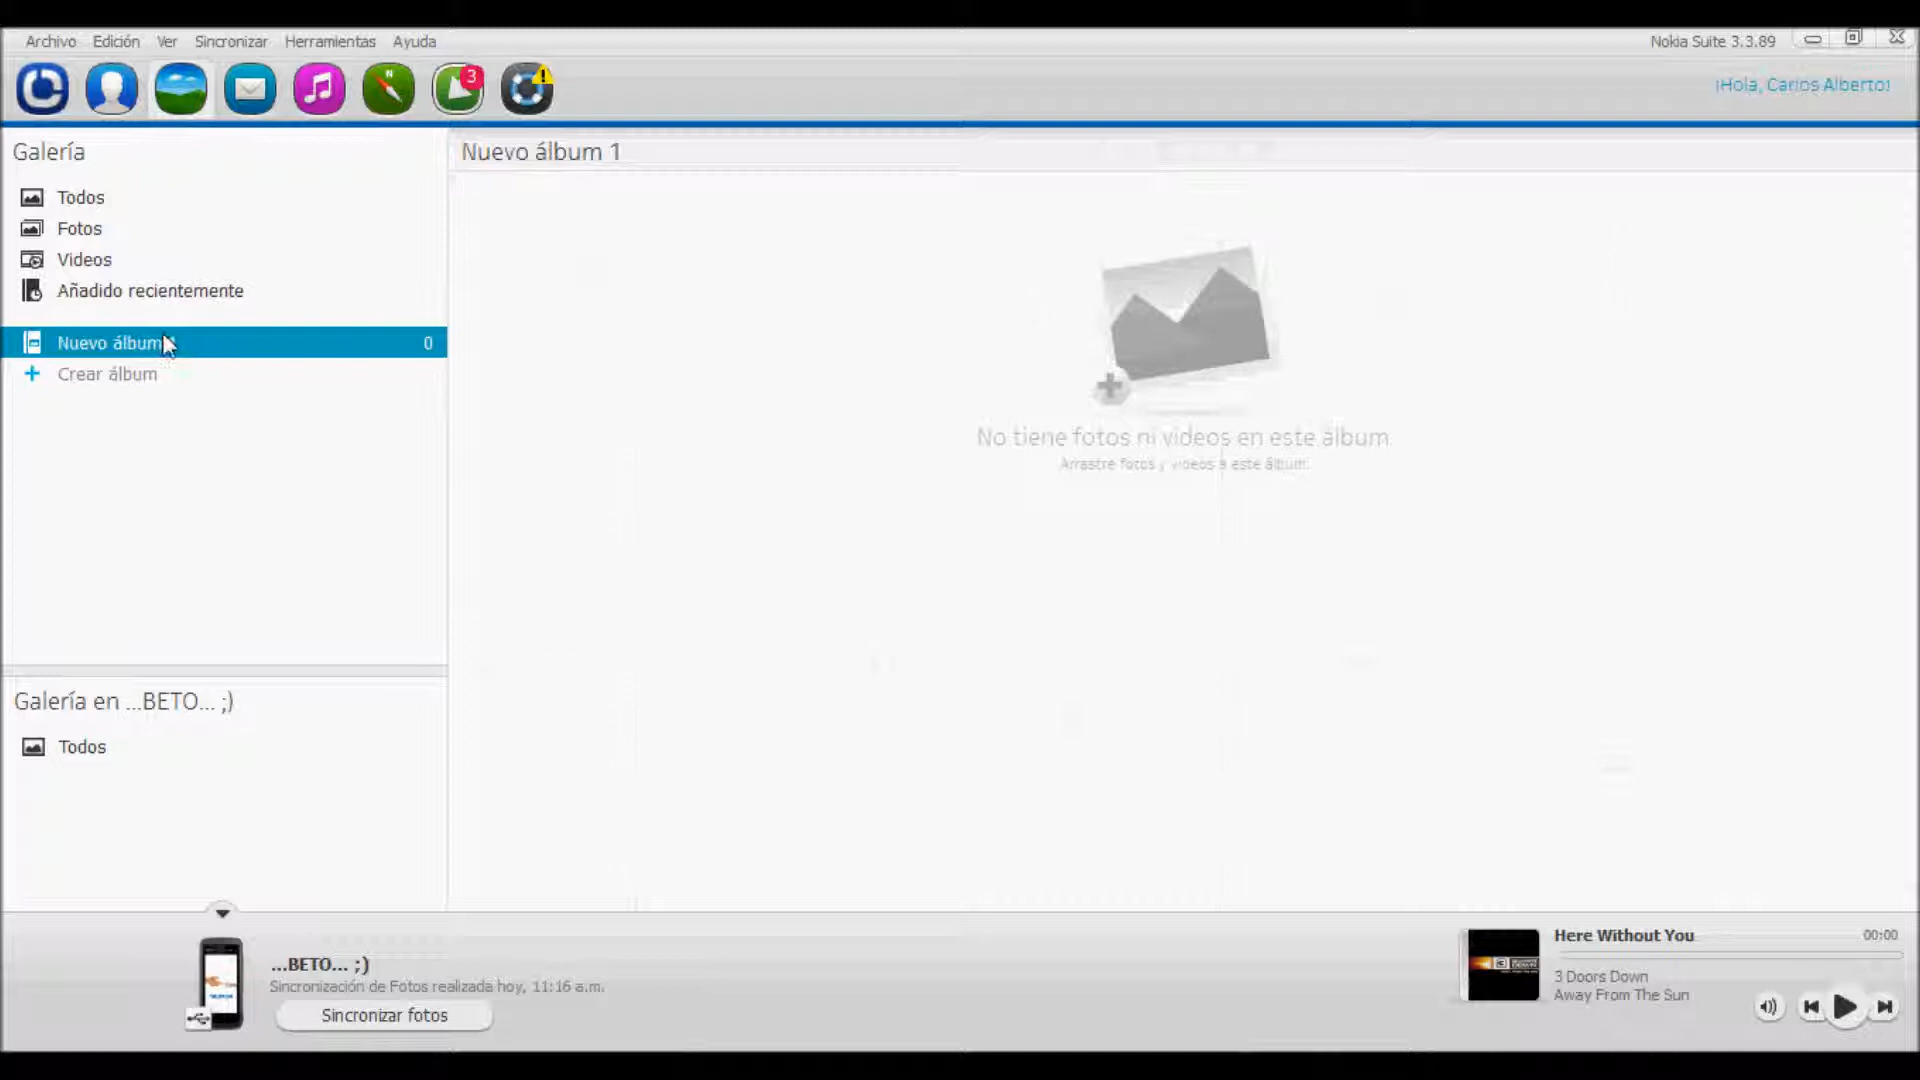 Archivo Edición Ver Sincronizar Herramientas Ayuda
Nokia Suite 3.3.89
3
¡Hola, Carlos Alberto!
Galería
Todos
Fotos
Videos
Añadido recientemente
Nuevo álbum 0
Crear álbum
Nuevo álbum 1
No tiene fotos ni videos en este álbum
Arrastre fotos y videos a este álbum.
Galería en ...BETO... ;)
Todos
...BETO... ;)
Sincronización de Fotos realizada hoy, 11:16 a.m.
Sincronizar fotos
Here Without You 00:00
3 Doors Down
Away From The Sun